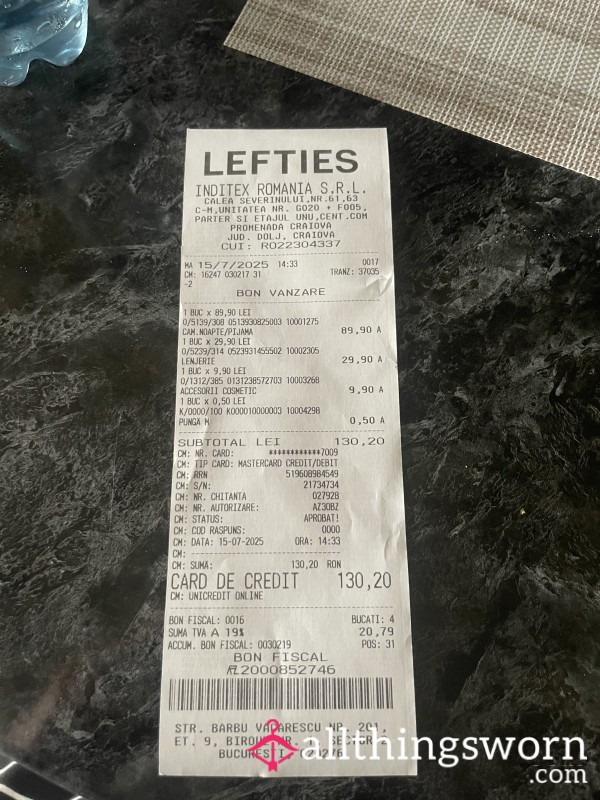 LEFTIES
INDITEX ROMANIA S.R.L.
CALEA SEVERINULUI,NR.61,63
C-M,UNITATEA NR. G020 + F005,
PARTER SI ETAJUL UNU,CENT.COM
PROMENADA CRAIOVA
JUD. DOLJ, CRAIOVA
CUI: RO22304337
MA 15/7/2025 14:33 0017
CM: 16247 030217 31 TRANZ: 37035
-2
BON VANZARE
1 BUC x 89,90 LEI
0/5139/308 0513930825003 10001275
CAM.NOAPTE/PIJAMA 89,90 A
1 BUC x 29,90 LEI
0/5239/314 0523931455502 10002305
LENJERIE 29,90 A
1 BUC x 9,90 LEI
0/1312/385 0131238572703 10003268
ACCESORII COSMETIC 9,90 A
1 BUC x 0,50 LEI
K/0000/100 K000010000003 10004298
PUNGA M 0,50 A
SUBTOTAL LEI 130,20
CM: NR. CARD: ************7009
CM: TIP CARD: MASTERCARD CREDIT/DEBIT
CM: RRN 519608984549
CM: S/N: 21734734
CM: NR. CHITANTA 027928
CM: NR. AUTORIZARE: AZ30BZ
CM: STATUS: APROBAT!
CM: COD RASPUNS: 0000
CM: DATA: 15-07-2025 ORA: 14:33
CM: --------------------------------
CM: SUMA: 130,20 RON
CARD DE CREDIT 130,20
CM: UNICREDIT ONLINE
BON FISCAL: 0016 BUCATI: 4
SUMA TVA A 19% 20,79
ACCUM. BON FISCAL: 0030219 POS: 31
BON FISCAL
2000852746
STR. BARBU VACARESCU NR. 201,
ET. 9, SECTOR 2
BUCURESTI
allthingsworn
.com